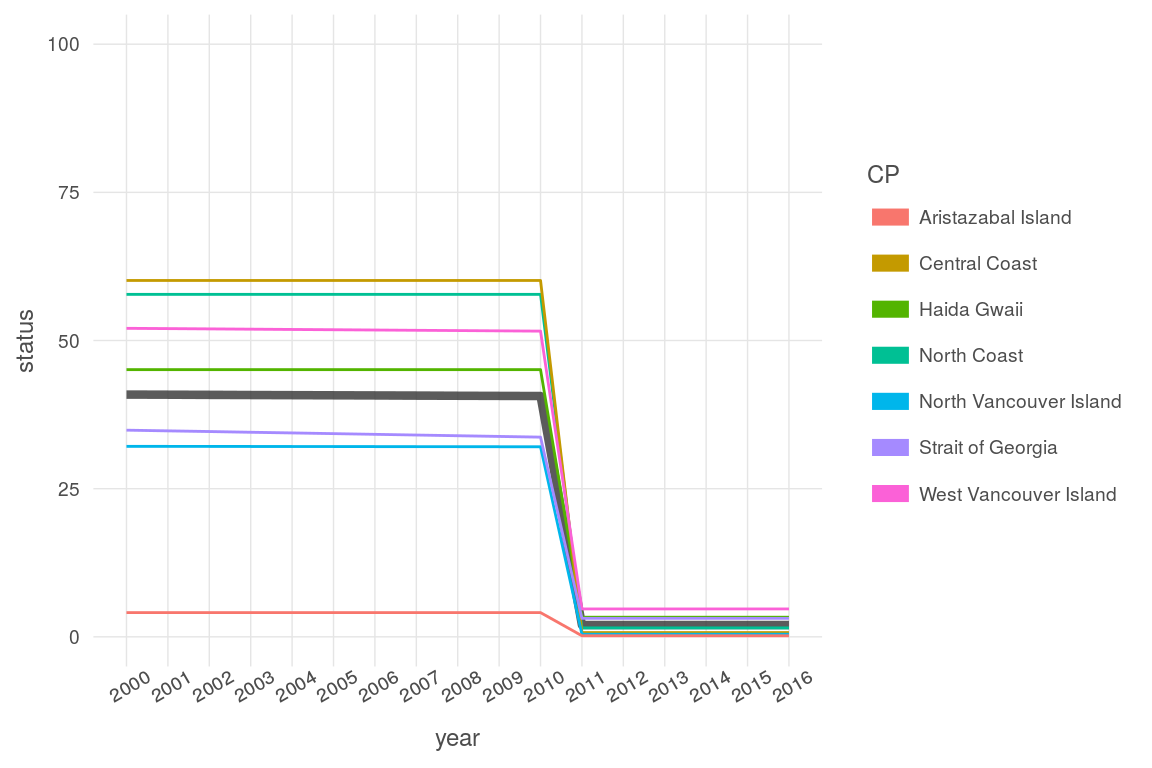 100
75
50
25
0
status
2000
2001
2002
2003
2004
2005
2006
2007
2008
2009
2010
2011
2012
2013
2014
2015
2016
year
CP
Aristazabal Island
Central Coast
Haida Gwaii
North Coast
North Vancouver Island
Strait of Georgia
West Vancouver Island